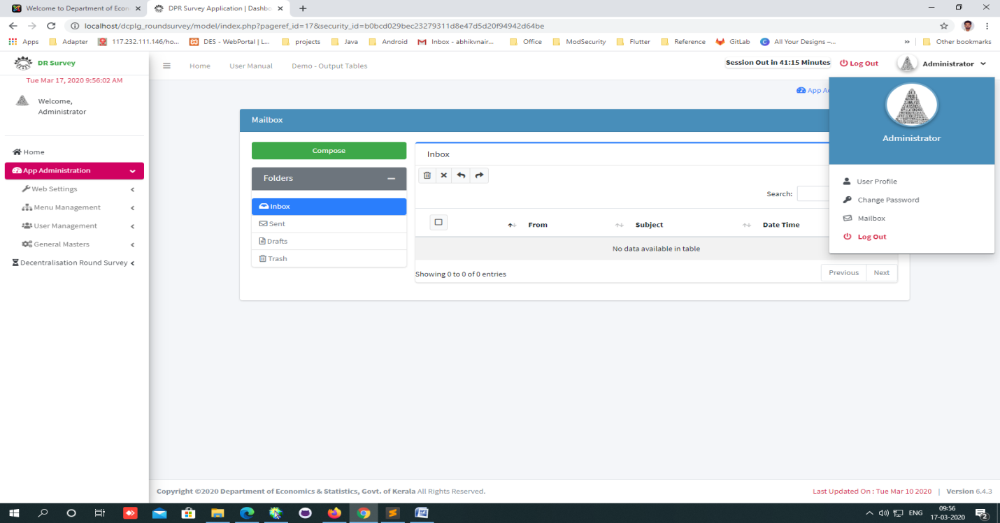 Welcome to Department of Econ
DPR Survey Application | Dashbo
localhost/dcplg_roundsurvey/model/index.php?pageref_id=17&security_id=b0bcd029bec23279311d8e47d5d20f94942d64be
Apps Adapter 117.232.111.146/ho... DES - WebPortal | L... projects Java Android Inbox - abhikvnair... Office ModSecurity Flutter Reference GitLab All Your Designs –... » Other bookmarks
DR Survey
Home User Manual Demo - Output Tables
Session Out in 41:15 Minutes Log Out Administrator
Tue Mar 17, 2020 9:56:02 AM
Welcome,
Administrator
Home
App Administration
Web Settings
Menu Management
User Management
General Masters
Decentralisation Round Survey
App A
Mailbox
Compose
Folders
Inbox
Sent
Drafts
Trash
Inbox
Search:
From Subject Date Time
No data available in table
Showing 0 to 0 of 0 entries
Previous Next
Administrator
User Profile
Change Password
Mailbox
Log Out
Copyright ©2020 Department of Economics & Statistics, Govt. of Kerala All Rights Reserved.
Last Updated On : Tue Mar 10 2020 | Version 6.4.3
ENG
09:56
17-03-2020
2